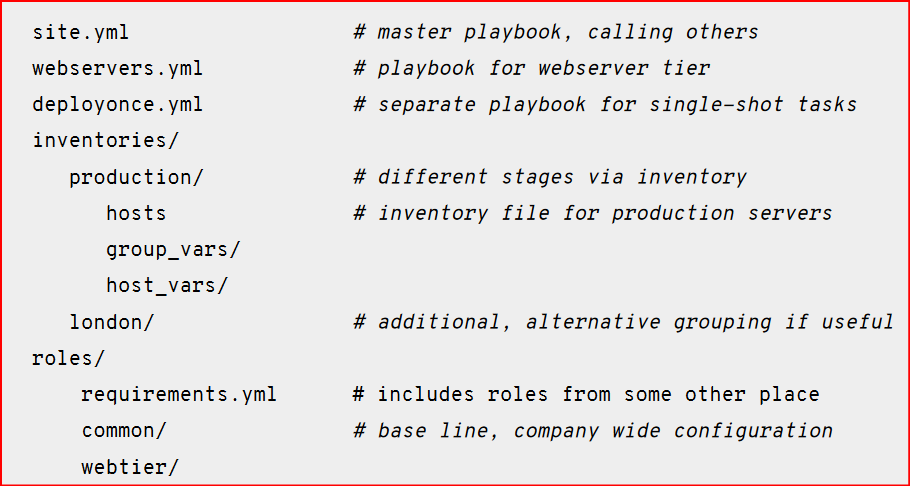 site.yml # master playbook, calling others
webservers.yml # playbook for webserver tier
deployonce.yml # separate playbook for single-shot tasks
inventories/
production/ # different stages via inventory
hosts # inventory file for production servers
group_vars/
host_vars/
london/ # additional, alternative grouping if useful
roles/
requirements.yml # includes roles from some other place
common/ # base line, company wide configuration
webtier/